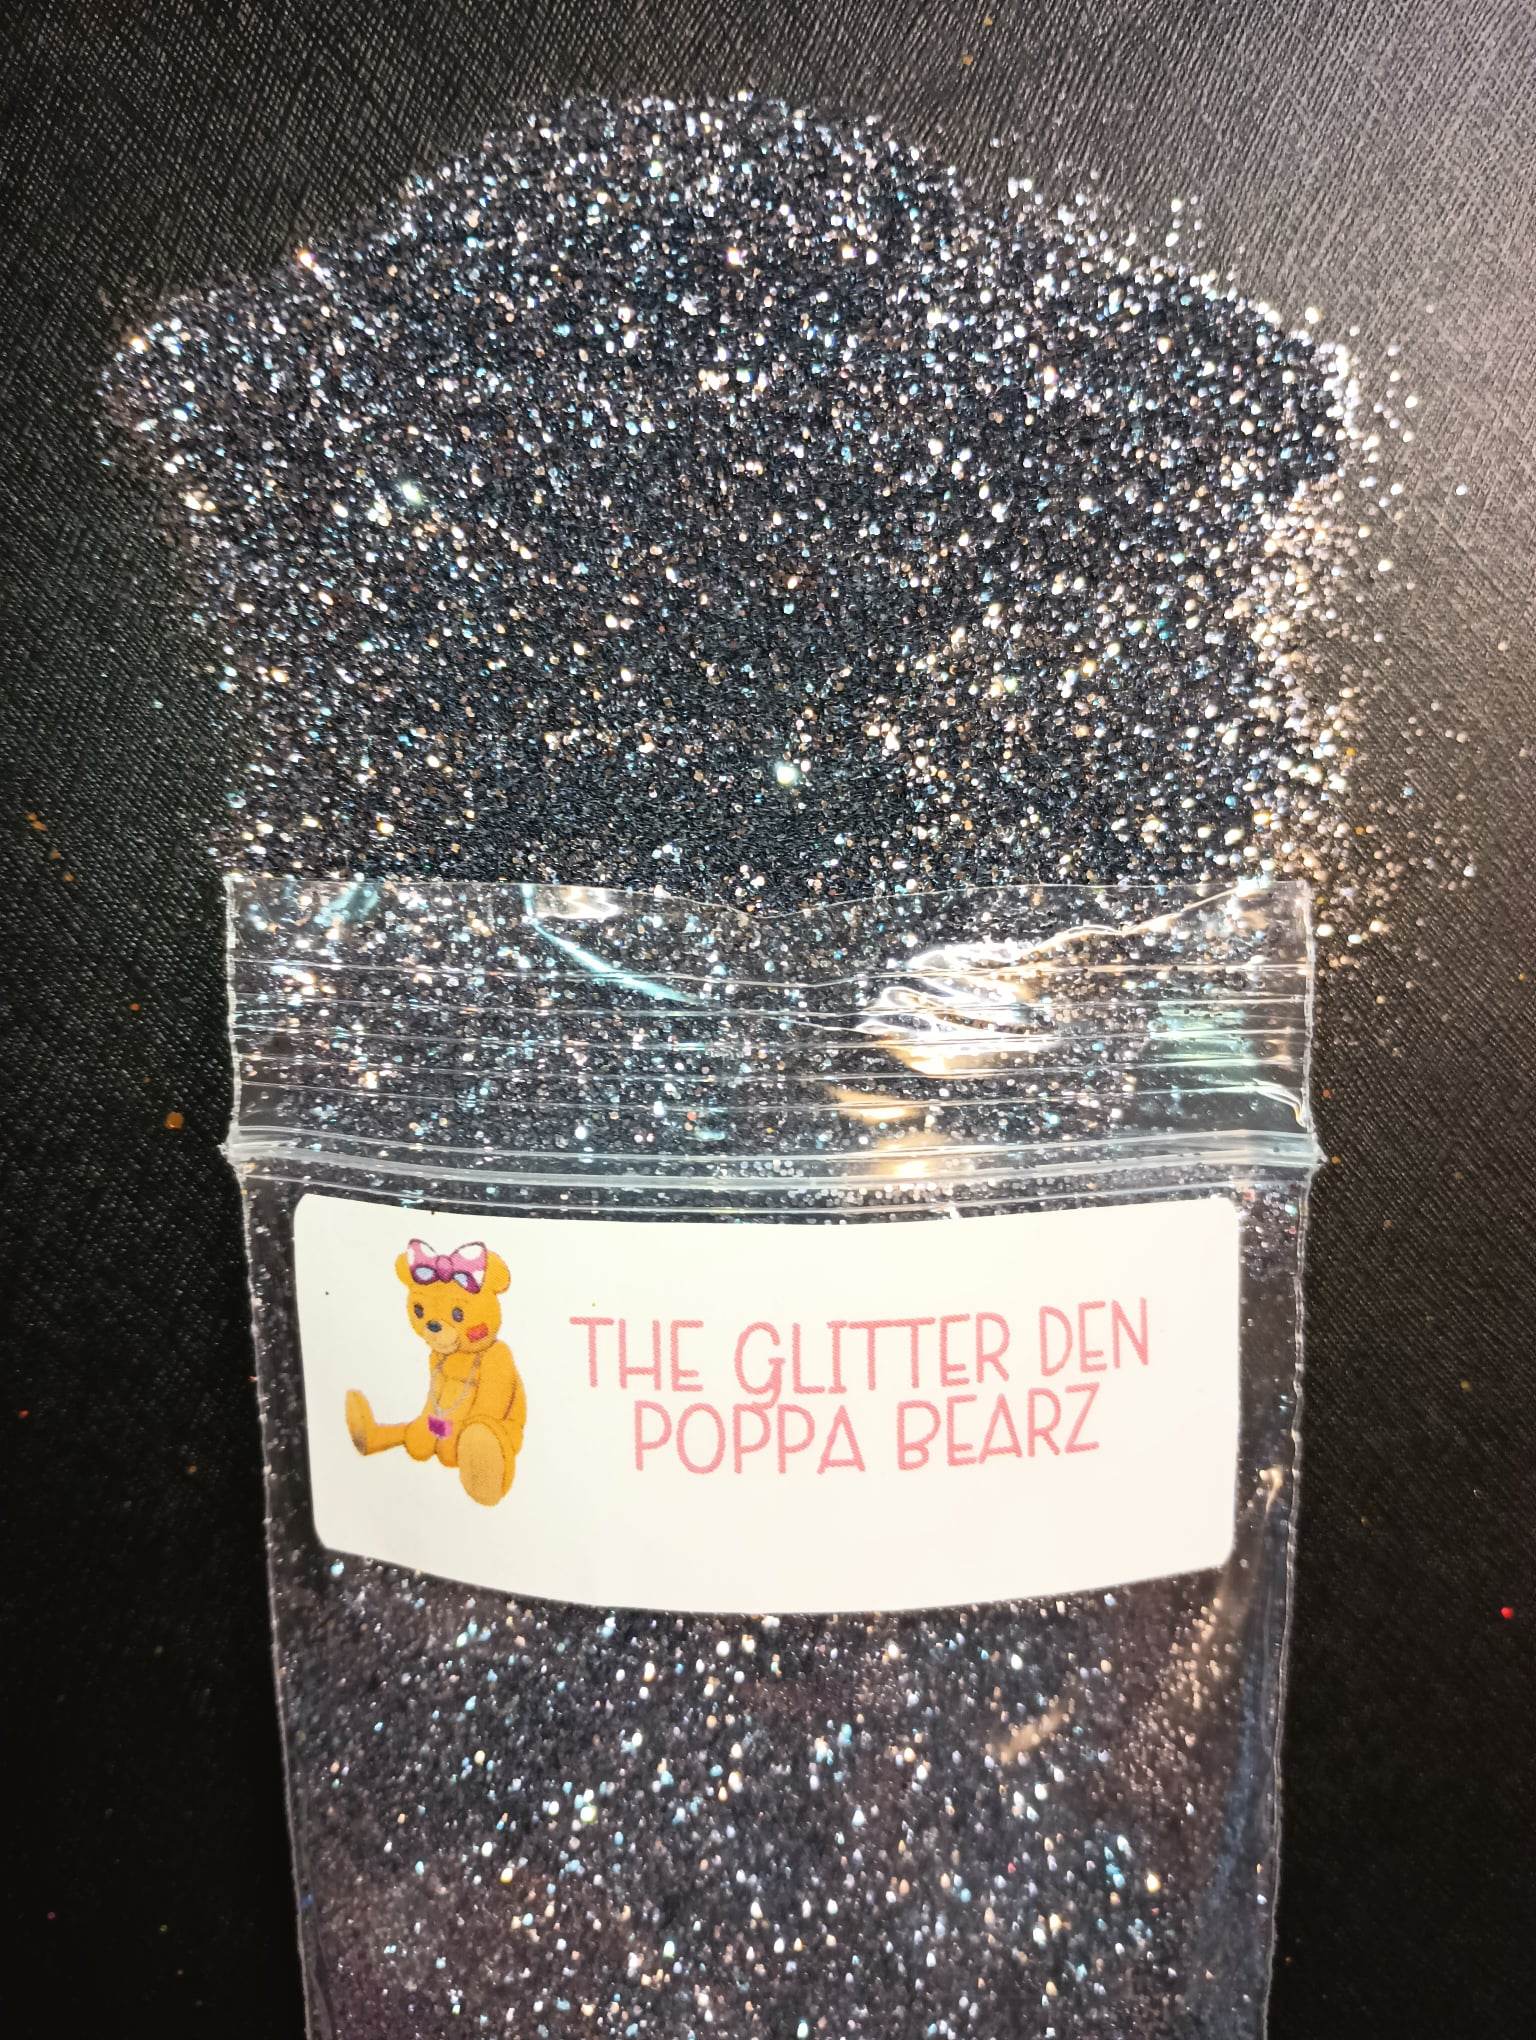 THE GLITTER DEN
POPPA BEARZ